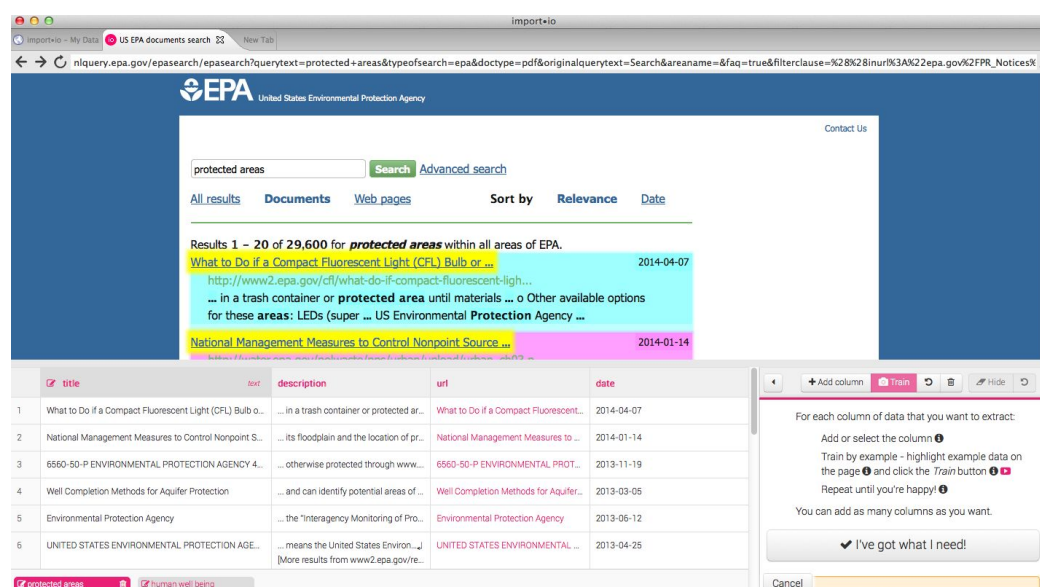 import•io
import•io - My Data
US EPA documents search
New Tab
nlquery.epa.gov/epasearch/epasearch?querytext=protected+areas&typeofsearch=epa&doctype=pdf&originalquerytext=Search&areaname=&faq=true&filterclause=%28%28inurl%3A%22epa.gov%2FPR_Notices%
EPA United States Environmental Protection Agency
Contact Us
protected areas Search Advanced search
All results Documents Web pages Sort by Relevance Date
Results 1 – 20 of 29,600 for protected areas within all areas of EPA.
What to Do if a Compact Fluorescent Light (CFL) Bulb or ... 2014-04-07
http://www2.epa.gov/cfl/what-do-if-compact-fluorescent-ligh...
... in a trash container or protected area until materials ... o Other available options
for these areas: LEDs (super ... US Environmental Protection Agency ...
National Management Measures to Control Nonpoint Source ... 2014-01-14
title text description url date
1 What to Do if a Compact Fluorescent Light (CFL) Bulb o... ... in a trash container or protected ar... What to Do if a Compact Fluorescent... 2014-04-07
2 National Management Measures to Control Nonpoint S... ... its floodplain and the location of pr... National Management Measures to ... 2014-01-14
3 6560-50-P ENVIRONMENTAL PROTECTION AGENCY 4... ... otherwise protected through www.... 6560-50-P ENVIRONMENTAL PROT... 2013-11-19
4 Well Completion Methods for Aquifer Protection ... and can identify potential areas of ... Well Completion Methods for Aquifer... 2013-03-05
5 Environmental Protection Agency ... the "Interagency Monitoring of Pro... Environmental Protection Agency 2013-06-12
6 UNITED STATES ENVIRONMENTAL PROTECTION AGE... ... means the United States Environ... UNITED STATES ENVIRONMENTAL ... 2013-04-25
[More results from www2.epa.gov/re...
protected areas human well being
+ Add column Train Hide
For each column of data that you want to extract:
Add or select the column
Train by example - highlight example data on
the page and click the Train button
Repeat until you're happy!
You can add as many columns as you want.
I've got what I need!
Cancel